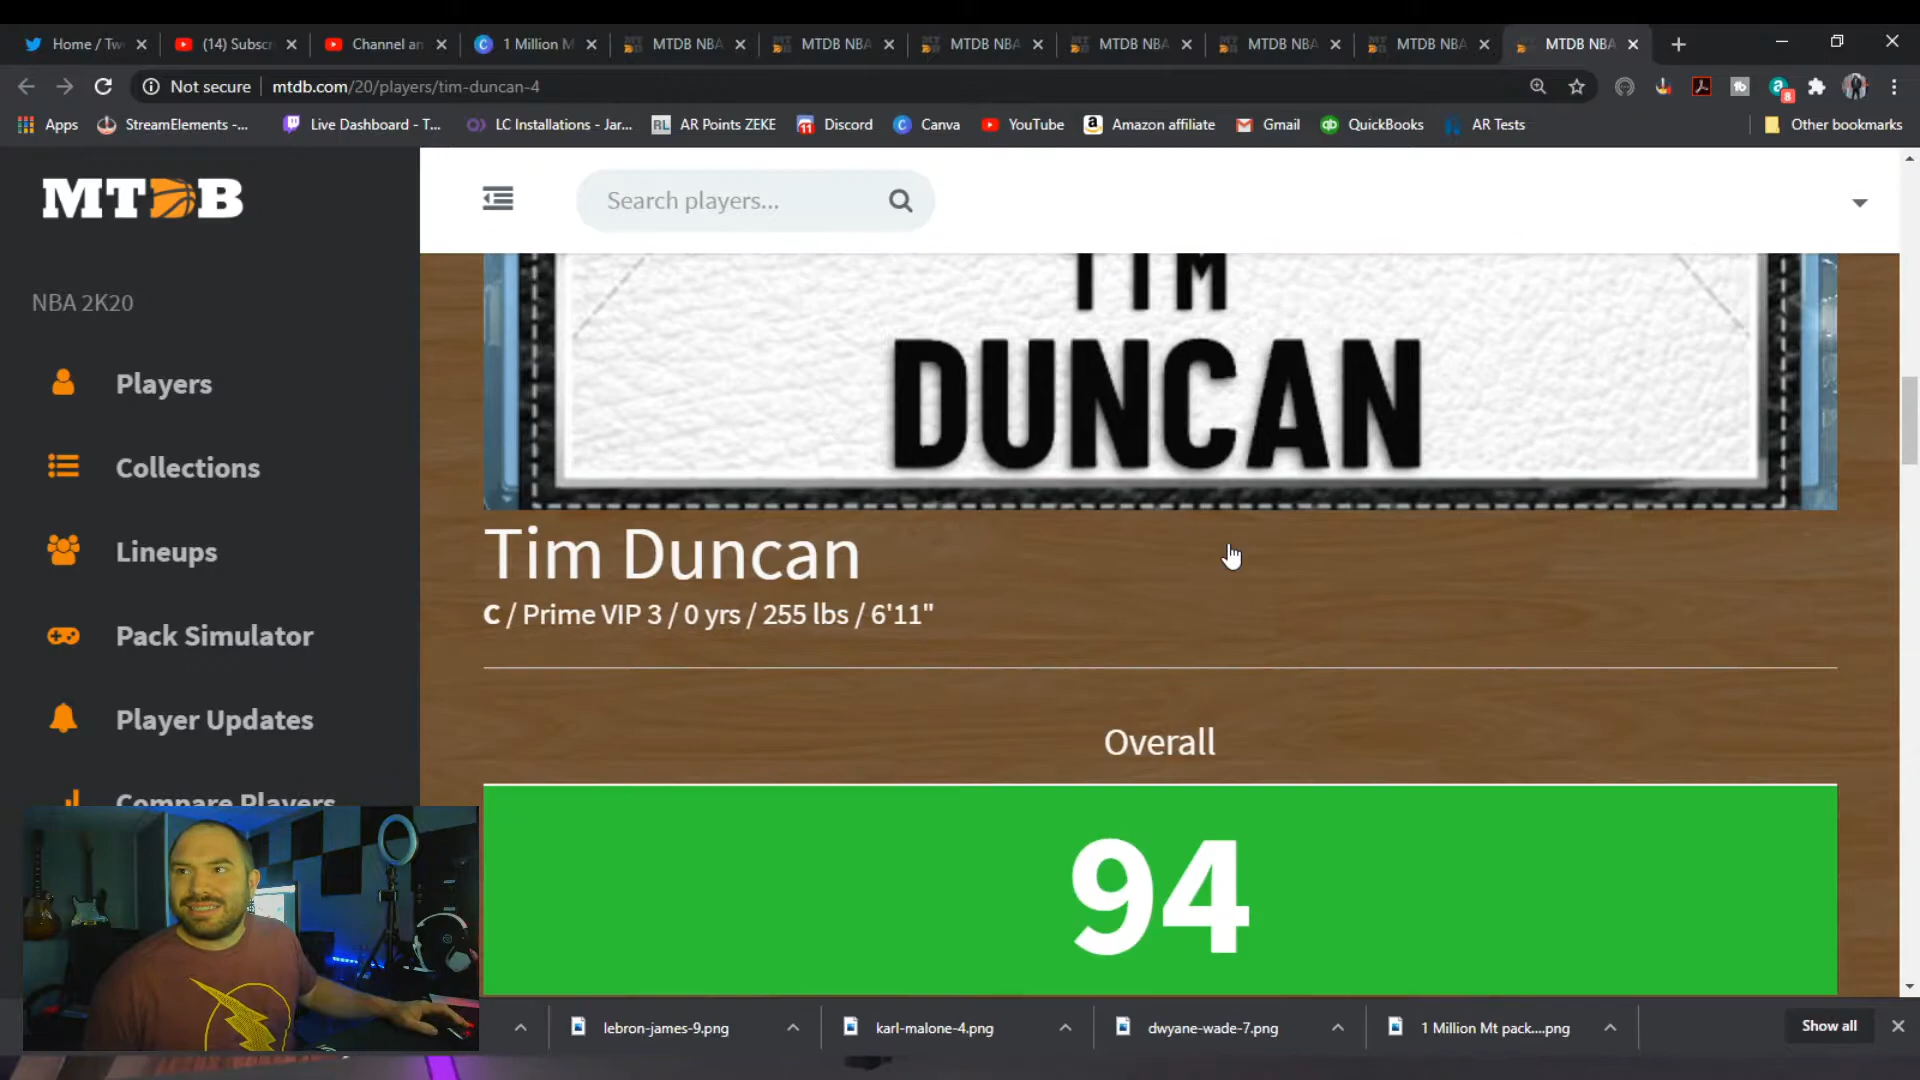 Home / Tw
(14) Subscr
Channel an
1 Million M
MTDB NBA
MTDB NBA
MTDB NBA
MTDB NBA
MTDB NBA
MTDB NBA
MTDB NBA
Not secure
mtdb.com/20/players/tim-duncan-4
Apps
StreamElements -...
Live Dashboard - T...
LC Installations - Jar...
RL AR Points ZEKE
Discord
Canva
YouTube
Amazon affiliate
Gmail
QuickBooks
AR Tests
Other bookmarks
MTDB
Search players...
NBA 2K20
Players
Collections
Lineups
Pack Simulator
Player Updates
Compare Players
TIM
DUNCAN
Tim Duncan
C / Prime VIP 3 / 0 yrs / 255 lbs / 6'11"
Overall
94
lebron-james-9.png
karl-malone-4.png
dwyane-wade-7.png
1 Million Mt pack....png
Show all